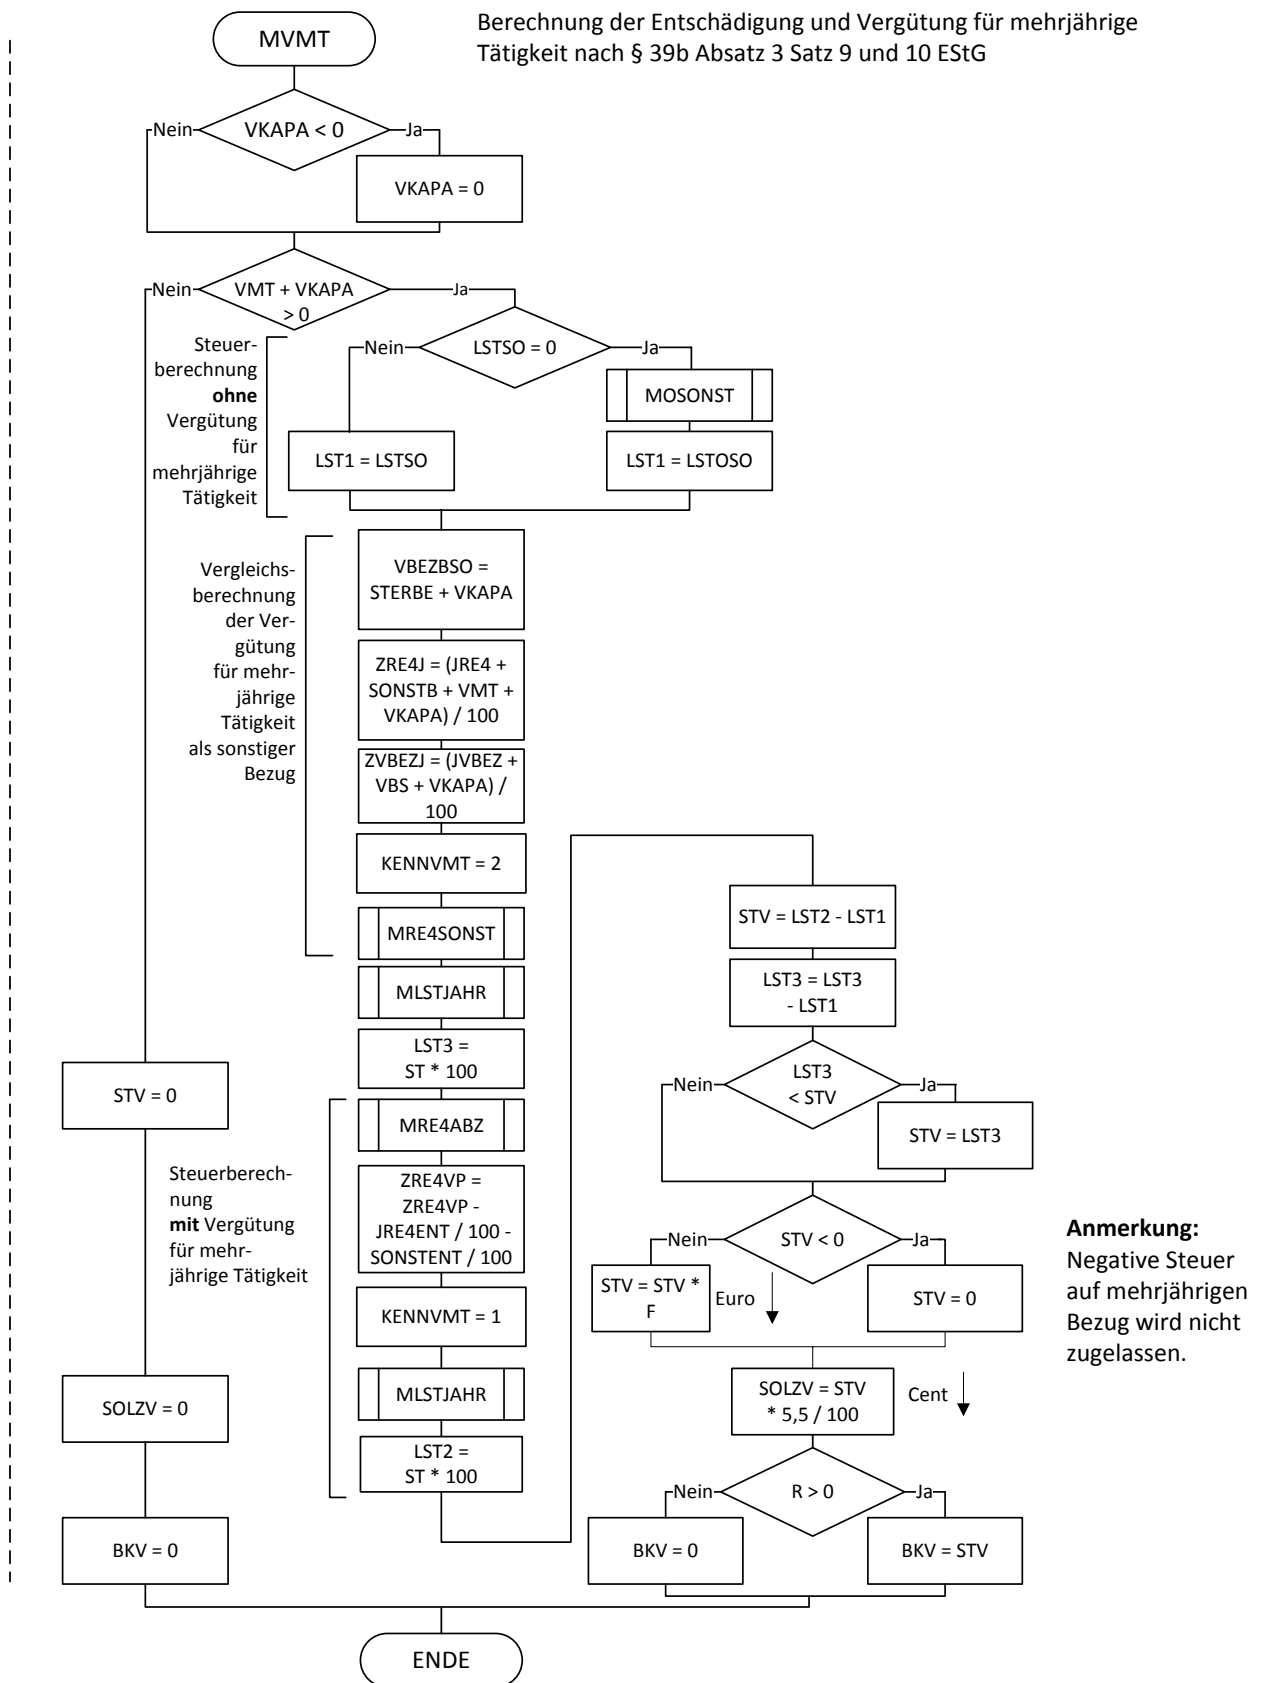 Berechnung der Entschädigung und Vergütung für mehrjährige
Tätigkeit nach § 39b Absatz 3 Satz 9 und 10 EStG
MVMT
VKAPA < 0
Nein
Ja
VKAPA = 0
VMT + VKAPA
> 0
Nein
Ja
LSTSO = 0
Nein
Ja
Steuer-
berechnung
ohne
Vergütung
für
mehrjährige
Tätigkeit
MOSONST
LST1 = LSTSO
LST1 = LSTOSO
Vergleichs-
berechnung
der Ver-
gütung
für mehr-
jährige
Tätigkeit
als sonstiger
Bezug
VBEZBSO =
STERBE + VKAPA
ZRE4J = (JRE4 +
SONSTB + VMT +
VKAPA) / 100
ZVBEZJ = (JVBEZ +
VBS + VKAPA) /
100
KENNVMT = 2
MRE4SONST
MLSTJAHR
LST3 =
ST * 100
STV = 0
MRE4ABZ
Steuerberech-
nung
mit Vergütung
für mehr-
jährige Tätigkeit
ZRE4VP =
ZRE4VP -
JRE4ENT / 100 -
SONSTENT / 100
KENNVMT = 1
MLSTJAHR
SOLZV = 0
LST2 =
ST * 100
BKV = 0
STV = LST2 - LST1
LST3 = LST3
- LST1
LST3
< STV
Nein
Ja
STV = LST3
STV < 0
Nein
Ja
STV = STV *
F
Euro
STV = 0
Anmerkung:
Negative Steuer
auf mehrjährigen
Bezug wird nicht
zugelassen.
SOLZV = STV
* 5,5 / 100
Cent
R > 0
Nein
Ja
BKV = 0
BKV = STV
ENDE